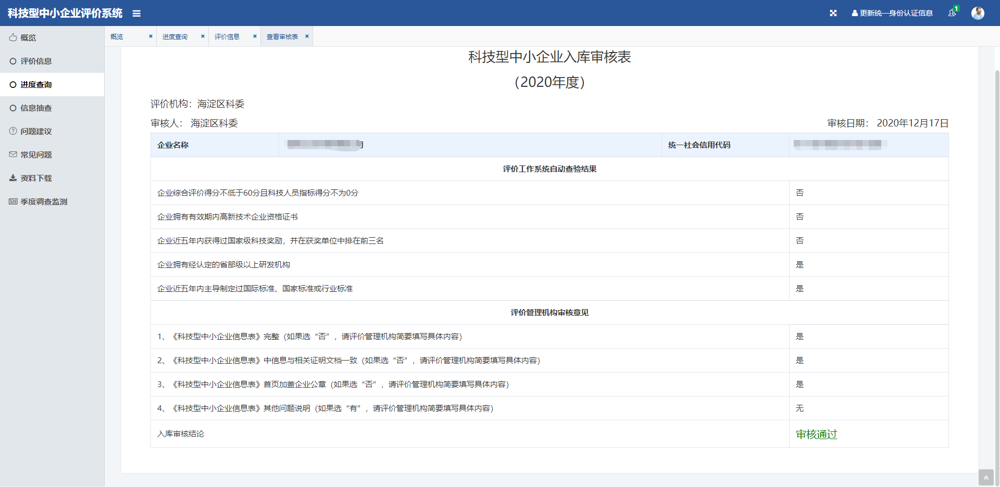 科技型中小企业评价系统
更新统一身份认证信息
1
概览
评价信息
进度查询
信息抽查
问题建议
常见问题
资料下载
季度调查监测
概览 × 进度查询 × 评价信息 × 查看审核表 ×
科技型中小企业入库审核表
（2020年度）
评价机构：海淀区科委
审核人： 海淀区科委 审核日期： 2020年12月17日
企业名称 统一社会信用代码
评价工作系统自动查验结果
企业综合评价得分不低于60分且科技人员指标得分不为0分 否
企业拥有有效期内高新技术企业资格证书 否
企业近五年内获得过国家级科技奖励，并在获奖单位中排在前三名 否
企业拥有经认定的省部级以上研发机构 是
企业近五年内主导制定过国际标准、国家标准或行业标准 是
评价管理机构审核意见
1、《科技型中小企业信息表》完整（如果选“否”，请评价管理机构简要填写具体内容） 是
2、《科技型中小企业信息表》中信息与相关证明文档一致（如果选“否”，请评价管理机构简要填写具体内容） 是
3、《科技型中小企业信息表》首页加盖企业公章（如果选“否”，请评价管理机构简要填写具体内容） 是
4、《科技型中小企业信息表》其他问题说明（如果选“有”，请评价管理机构简要填写具体内容） 无
入库审核结论 审核通过